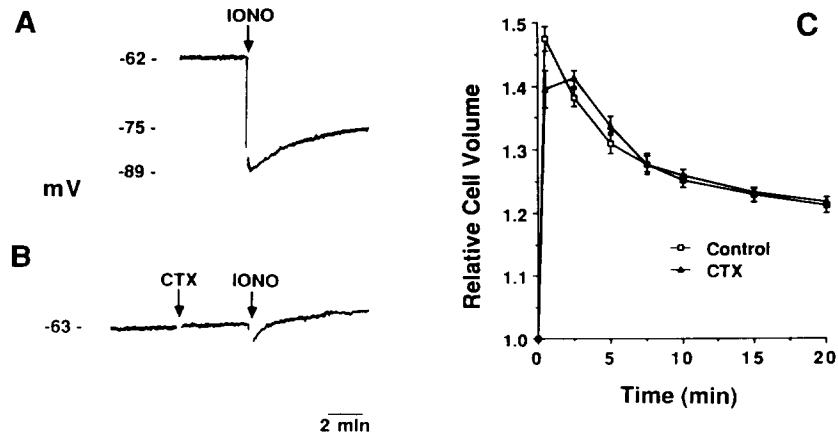 A
IONO
-62 -
-75 -
-89 -
mV
B
CTX
IONO
-63 -
2 min
C
Relative Cell Volume
1.5
1.4
1.3
1.2
1.1
1.0
Control
CTX
0
5
10
15
20
Time (min)